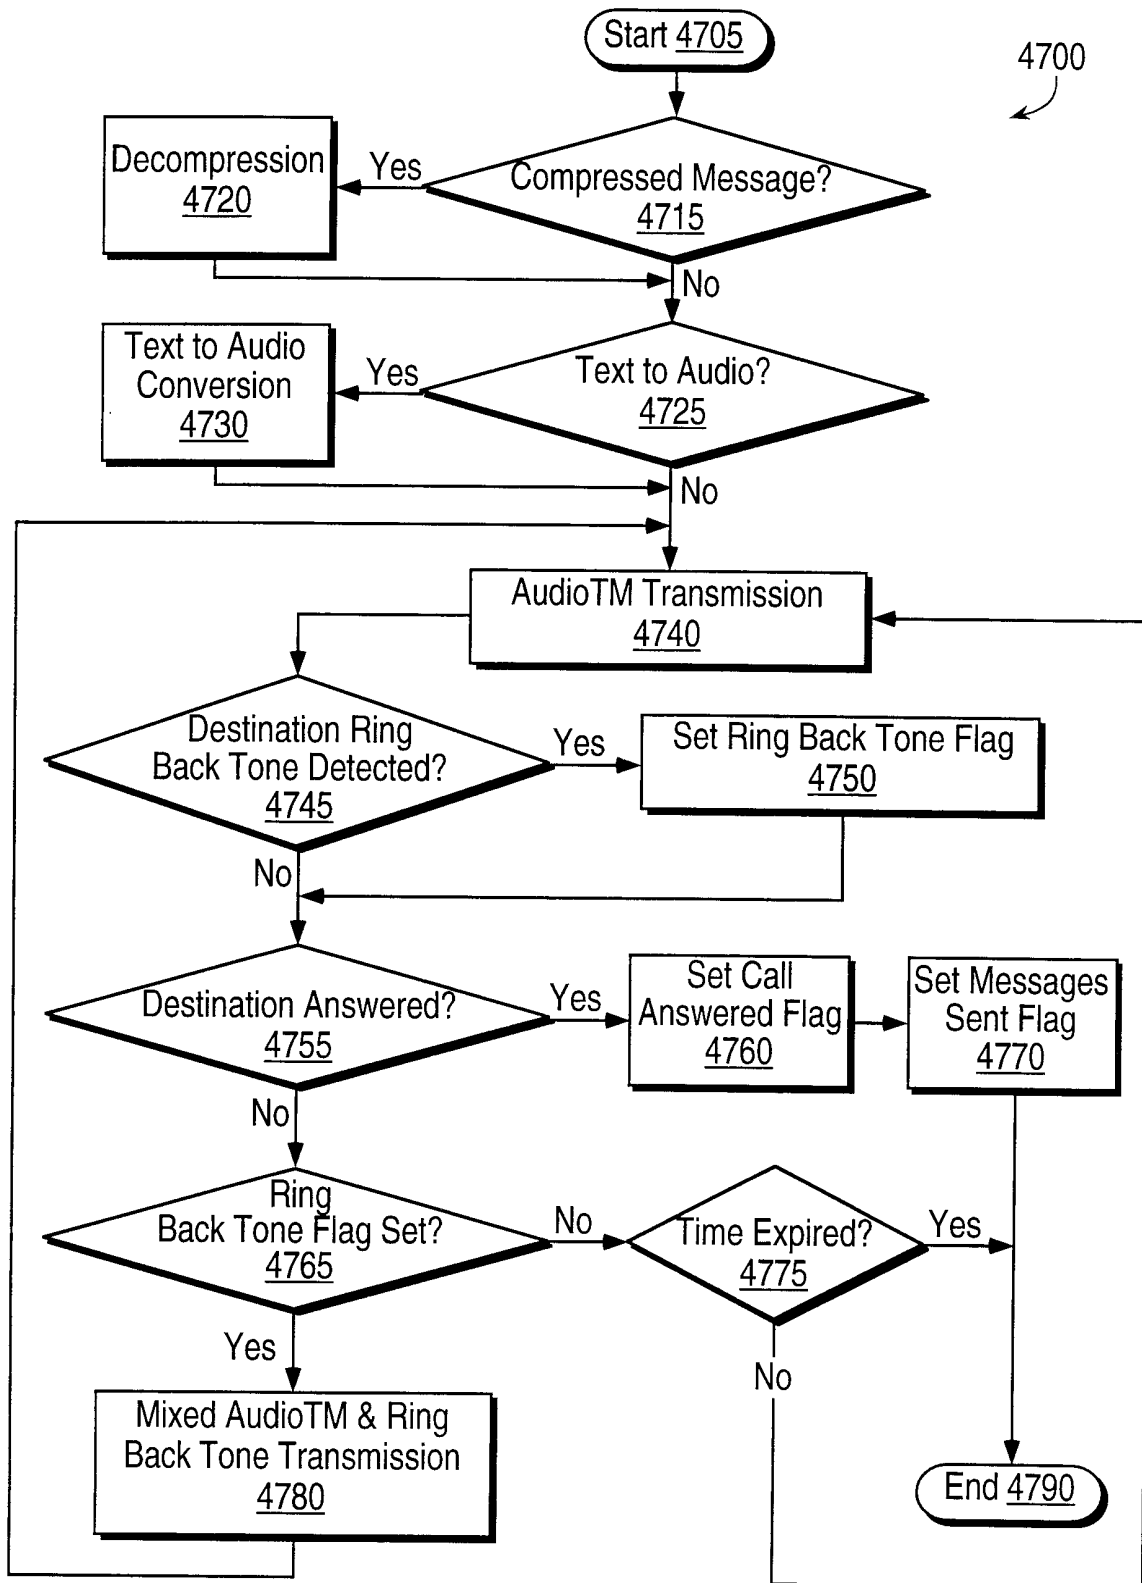 Start 4705
4700
Decompression
4720
Yes
Compressed Message?
4715
No
Text to Audio
Conversion
4730
Yes
Text to Audio?
4725
No
AudioTM Transmission
4740
Destination Ring
Back Tone Detected?
4745
Yes
Set Ring Back Tone Flag
4750
No
Destination Answered?
4755
Yes
Set Call
Answered Flag
4760
Set Messages
Sent Flag
4770
No
Ring
Back Tone Flag Set?
4765
No
Time Expired?
4775
Yes
Yes
No
Mixed AudioTM & Ring
Back Tone Transmission
4780
End 4790